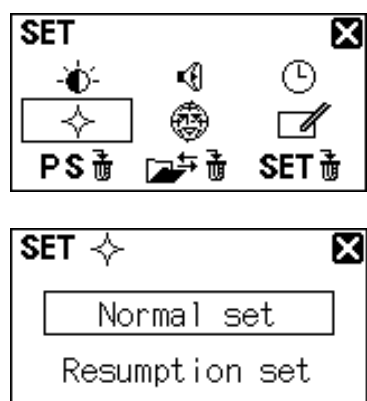 SET
PS SET
SET
Normal set
Resumption set